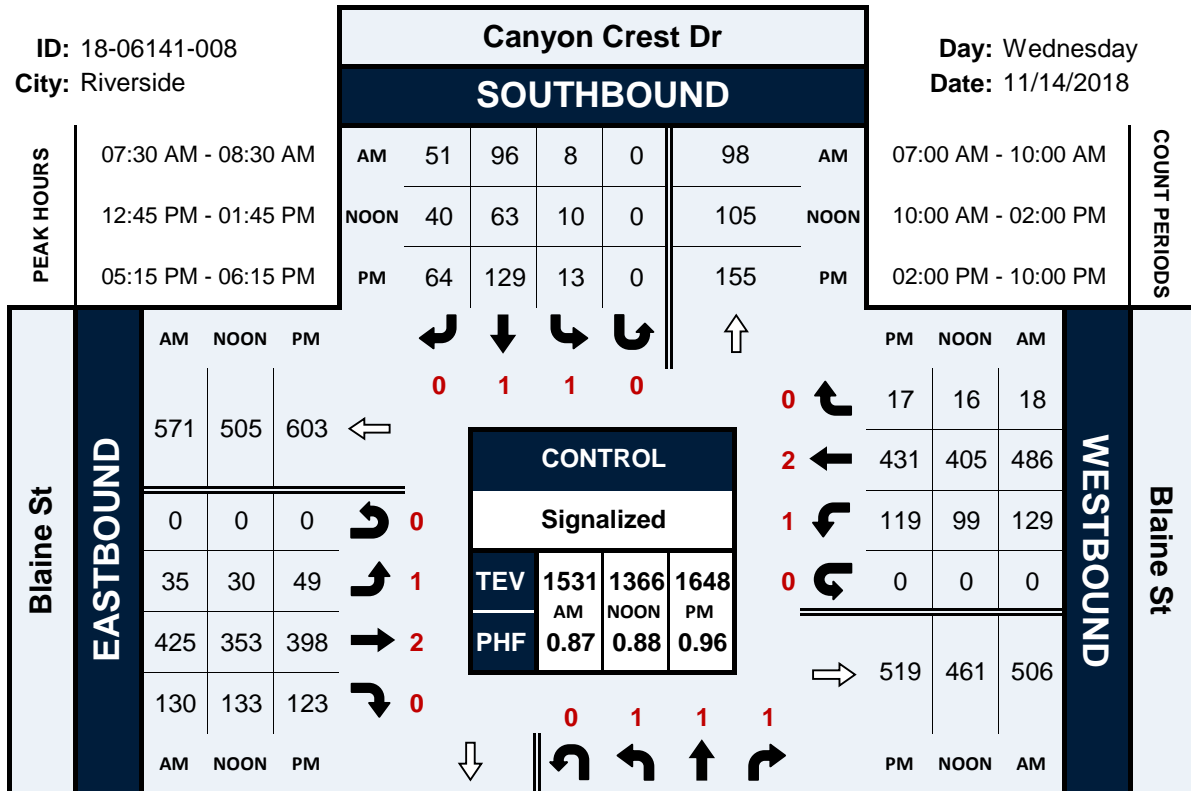 ID: 18-06141-008
City: Riverside
Canyon Crest Dr
SOUTHBOUND
Day: Wednesday
Date: 11/14/2018
PEAK HOURS
07:30 AM - 08:30 AM
12:45 PM - 01:45 PM
05:15 PM - 06:15 PM
AM 51 96 8 0 98 AM
NOON 40 63 10 0 105 NOON
PM 64 129 13 0 155 PM
07:00 AM - 10:00 AM
10:00 AM - 02:00 PM
02:00 PM - 10:00 PM
COUNT PERIODS
0 1 1 0
Blaine St
EASTBOUND
AM NOON PM
571 505 603
0 0 0 0
35 30 49 1
425 353 398 2
130 133 123 0
AM NOON PM
CONTROL
Signalized
TEV 1531 1366 1648
AM NOON PM
PHF 0.87 0.88 0.96
PM NOON AM
0 17 16 18
2 431 405 486
1 119 99 129
0 0 0 0
519 461 506
PM NOON AM
WESTBOUND
Blaine St
0 1 1 1